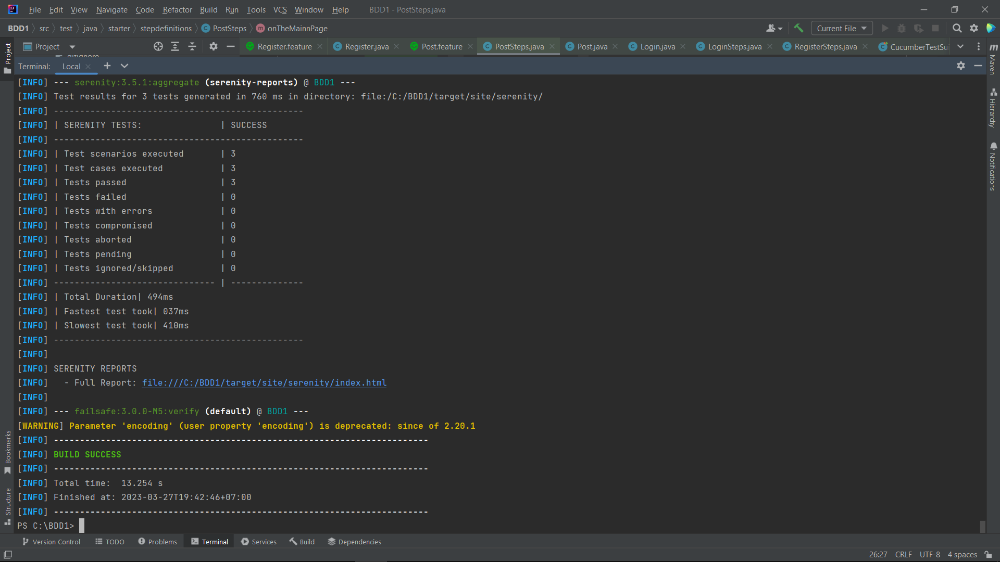 File Edit View Navigate Code Refactor Build Run Tools VCS Window Help BDD1 - PostSteps.java
BDD1 src test java starter stepdefinitions PostSteps onTheMainnPage Current File
Project Register.feature Register.java Post.feature PostSteps.java Post.java Login.java LoginSteps.java RegisterSteps.java CucumberTestSu
Terminal: Local
[INFO] --- serenity:3.5.1:aggregate (serenity-reports) @ BDD1 ---
[INFO] Test results for 3 tests generated in 760 ms in directory: file:/C:/BDD1/target/site/serenity/
[INFO] ------------------------------------------------
[INFO] | SERENITY TESTS:               | SUCCESS
[INFO] ------------------------------------------------
[INFO] | Test scenarios executed       | 3
[INFO] | Test cases executed           | 3
[INFO] | Tests passed                  | 3
[INFO] | Tests failed                  | 0
[INFO] | Tests with errors             | 0
[INFO] | Tests compromised             | 0
[INFO] | Tests aborted                 | 0
[INFO] | Tests pending                 | 0
[INFO] | Tests ignored/skipped         | 0
[INFO] ------------------------------- | --------------
[INFO] | Total Duration| 494ms
[INFO] | Fastest test took| 037ms
[INFO] | Slowest test took| 410ms
[INFO] ------------------------------------------------
[INFO]
[INFO] SERENITY REPORTS
[INFO]   - Full Report: file:///C:/BDD1/target/site/serenity/index.html
[INFO]
[INFO] --- failsafe:3.0.0-M5:verify (default) @ BDD1 ---
[WARNING] Parameter 'encoding' (user property 'encoding') is deprecated: since of 2.20.1
[INFO] ------------------------------------------------------------------------
[INFO] BUILD SUCCESS
[INFO] ------------------------------------------------------------------------
[INFO] Total time:  13.254 s
[INFO] Finished at: 2023-03-27T19:42:46+07:00
[INFO] ------------------------------------------------------------------------
PS C:\BDD1>
Version Control TODO Problems Terminal Services Build Dependencies
26:27 CRLF UTF-8 4 spaces
Project
Bookmarks
Structure
Maven
Hierarchy
Notifications